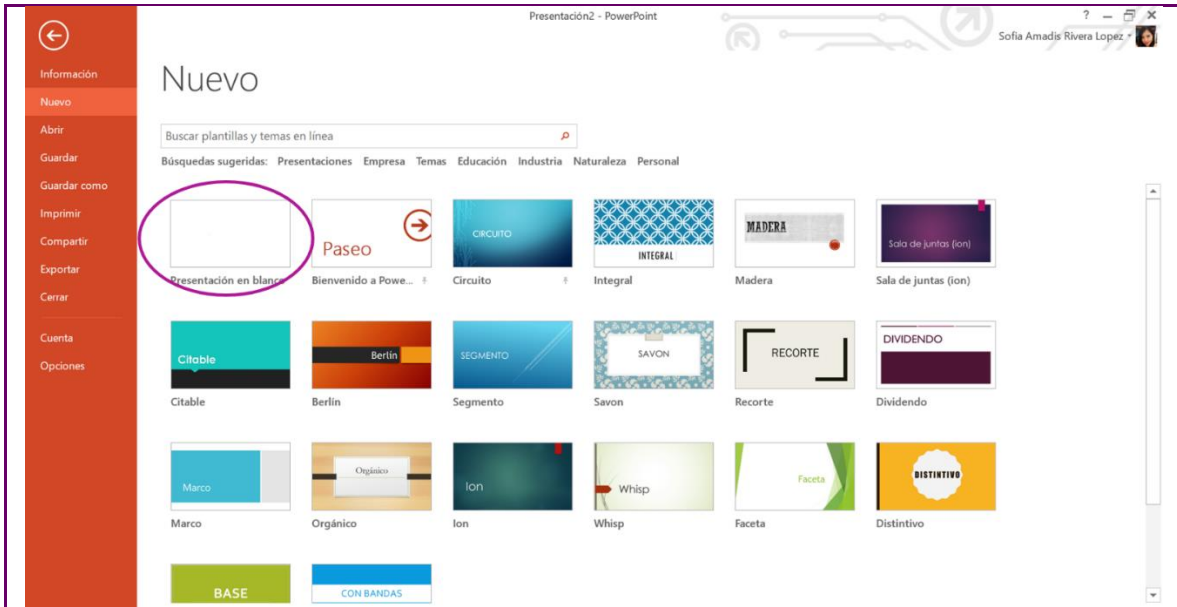 Presentación2 - PowerPoint
?
Sofia Amadis Rivera Lopez
Información
Nuevo
Abrir
Guardar
Guardar como
Imprimir
Compartir
Exportar
Cerrar
Cuenta
Opciones
Nuevo
Buscar plantillas y temas en línea
Búsquedas sugeridas: Presentaciones Empresa Temas Educación Industria Naturaleza Personal
Paseo
CIRCUITO
INTEGRAL
MADERA
Sala de juntas (ion)
Presentación en blanco
Bienvenido a Powe...
Circuito
Integral
Madera
Sala de juntas (ion)
Citable
Berlín
SEGMENTO
SAVON
RECORTE
DIVIDENDO
Citable
Berlín
Segmento
Savon
Recorte
Dividendo
Marco
Orgánico
Ion
Whisp
Faceta
DISTINTIVO
Marco
Orgánico
Ion
Whisp
Faceta
Distintivo
BASE
CON BANDAS